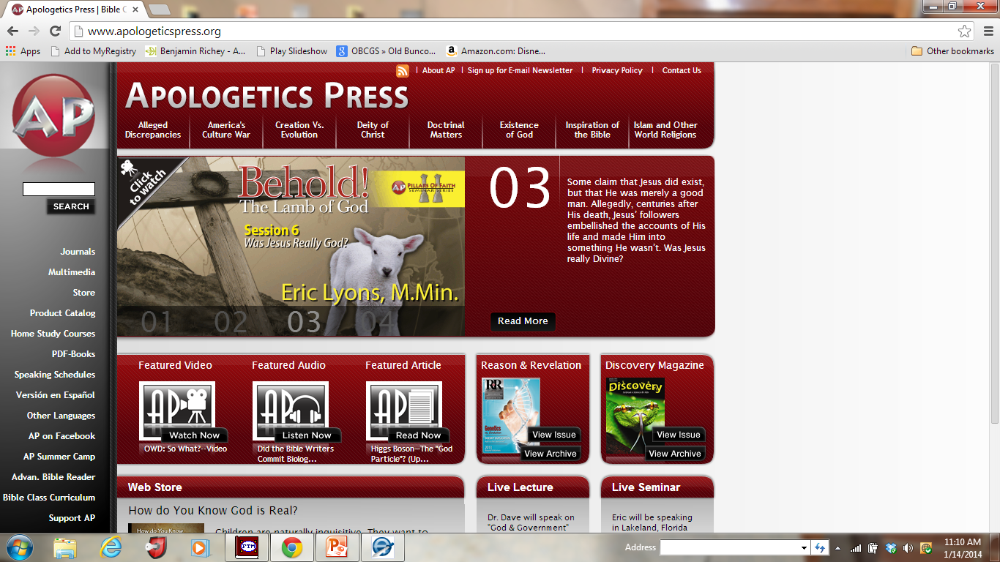 Apologetics Press | Bible C
www.apologeticspress.org
Apps Add to MyRegistry Benjamin Richey - A... Play Slideshow OBCGS » Old Bunco... Amazon.com: Disne... Other bookmarks
AP
| About AP | Sign up for E-mail Newsletter | Privacy Policy | Contact Us
APOLOGETICS PRESS
Alleged
Discrepancies
America's
Culture War
Creation Vs.
Evolution
Deity of
Christ
Doctrinal
Matters
Existence
of God
Inspiration of
the Bible
Islam and Other
World Religions
SEARCH
Journals
Multimedia
Store
Product Catalog
Home Study Courses
PDF-Books
Speaking Schedules
Versión en Español
Other Languages
AP on Facebook
AP Summer Camp
Advan. Bible Reader
Bible Class Curriculum
Support AP
Click
to watch
Behold!
The Lamb of God
AP PILLARS OF FAITH
SEMINAR SERIES
Session 6
Was Jesus Really God?
Eric Lyons, M.Min.
01 02 03 04
03
Some claim that Jesus did exist,
but that He was merely a good
man. Allegedly, centuries after
His death, Jesus' followers
embellished the accounts of His
life and made Him into
something He wasn't. Was Jesus
really Divine?
Read More
Featured Video
AP
Watch Now
OWD: So What?--Video
Featured Audio
AP
Listen Now
Did the Bible Writers
Commit Biolog...
Featured Article
AP
Read Now
Higgs Boson—The "God
Particle"? (Up...
Reason & Revelation
RR
Genetics
View Issue
View Archive
Discovery Magazine
Discovery
View Issue
View Archive
Web Store
How do You Know God is Real?
How do You Know
Children are naturally inquisitive. They want to
Live Lecture
Dr. Dave will speak on
"God & Government"
Live Seminar
Eric will be speaking
in Lakeland, Florida
FTM
Address
11:10 AM
1/14/2014